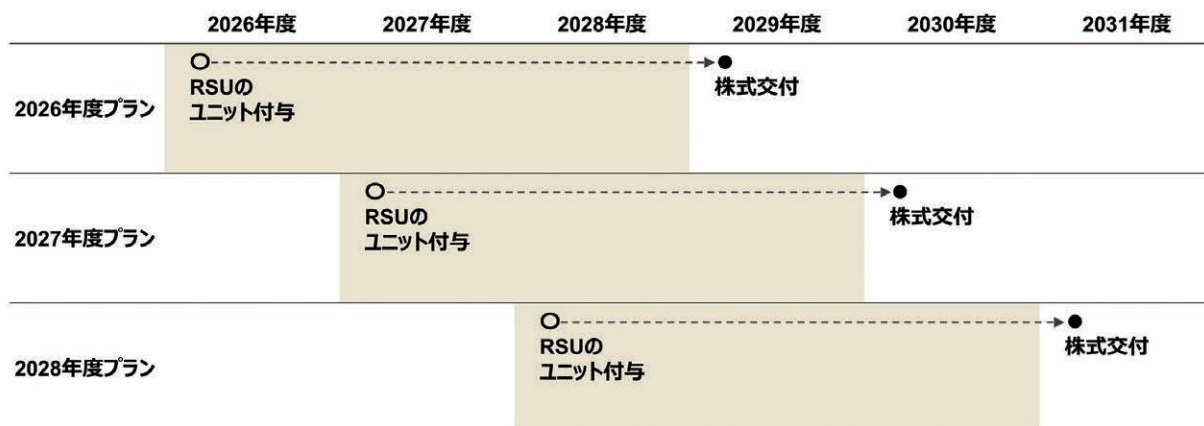 2026年度 2027年度 2028年度 2029年度 2030年度 2031年度
2026年度プラン
RSUの
ユニット付与
株式交付
2027年度プラン
RSUの
ユニット付与
株式交付
2028年度プラン
RSUの
ユニット付与
株式交付